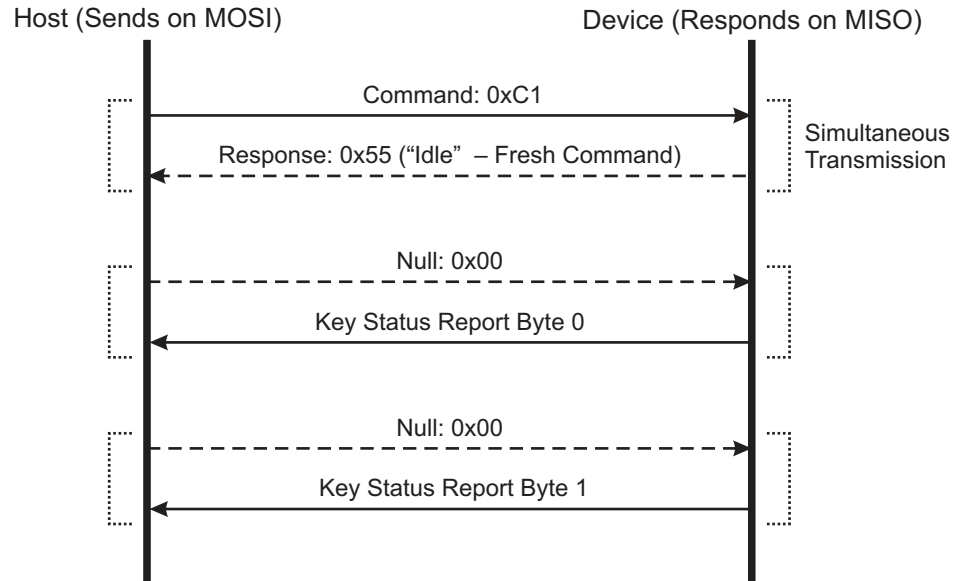 Host (Sends on MOSI)
Device (Responds on MISO)
Command: 0xC1
Response: 0x55 (“Idle” – Fresh Command)
Simultaneous
Transmission
Null: 0x00
Key Status Report Byte 0
Null: 0x00
Key Status Report Byte 1